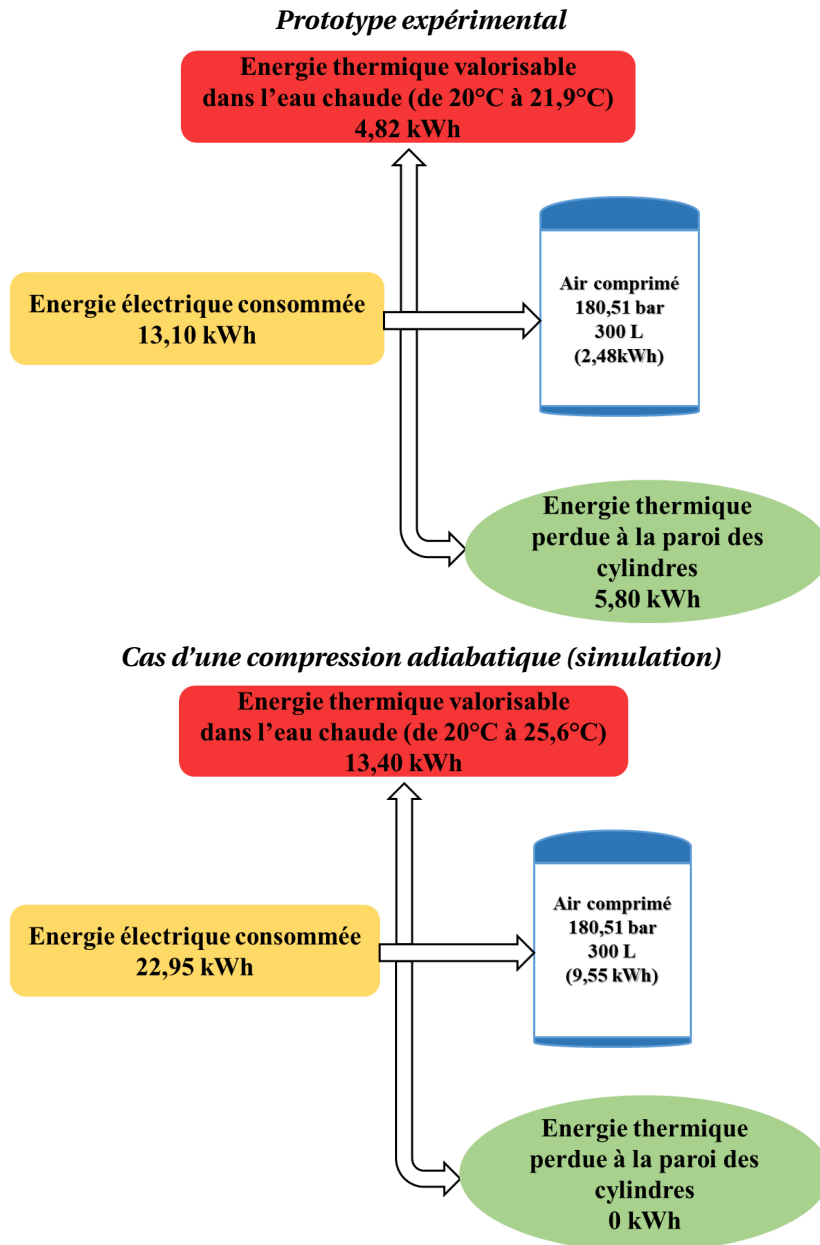 Prototype expérimental
Energie thermique valorisable
dans l’eau chaude (de 20°C à 21,9°C)
4,82 kWh
Energie électrique consommée
13,10 kWh
Air comprimé
180,51 bar
300 L
(2,48kWh)
Energie thermique
perdue à la paroi des
cylindres
5,80 kWh
Cas d’une compression adiabatique (simulation)
Energie thermique valorisable
dans l’eau chaude (de 20°C à 25,6°C)
13,40 kWh
Energie électrique consommée
22,95 kWh
Air comprimé
180,51 bar
300 L
(9,55 kWh)
Energie thermique
perdue à la paroi des
cylindres
0 kWh